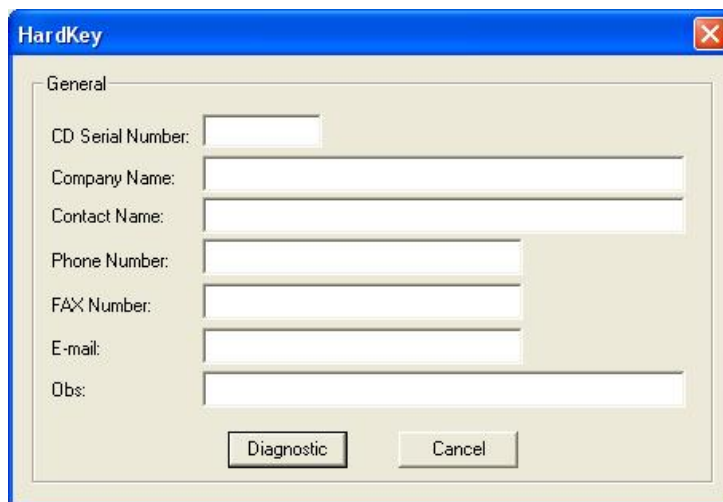 HardKey
General
CD Serial Number:
Company Name:
Contact Name:
Phone Number:
FAX Number:
E-mail:
Obs:
Diagnostic Cancel